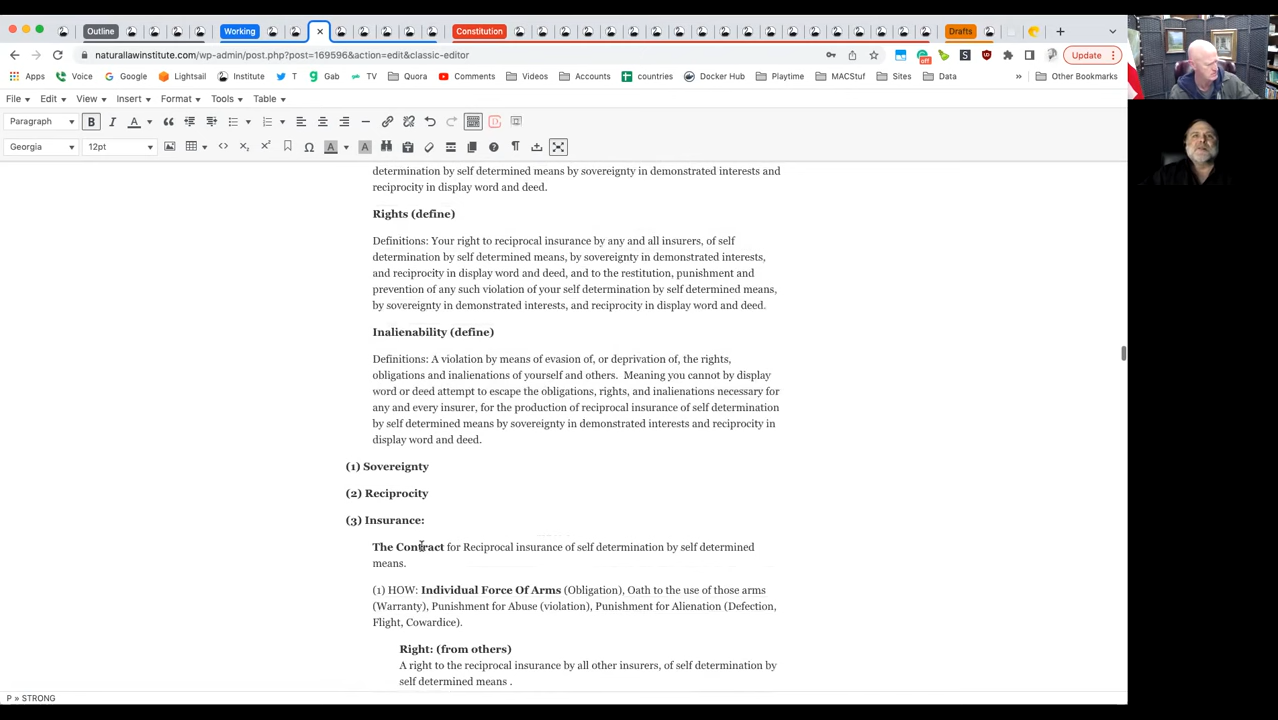 Outline
Working
Constitution
Drafts
naturallawinstitute.com/wp-admin/post.php?post=169596&action=edit&classic-editor
off
Update
Apps Voice Google Lightsail Institute YT Gab TV Quora Comments Videos Accounts countries Docker Hub Playtime MACStuf Sites Data » Other Bookmarks
File Edit View Insert Format Tools Table
Paragraph B I A
Georgia 12pt
determination by self determined means by sovereignty in demonstrated interests and
reciprocity in display word and deed.
Rights (define)
Definitions: Your right to reciprocal insurance by any and all insurers, of self
determination by self determined means, by sovereignty in demonstrated interests,
and reciprocity in display word and deed, and to the restitution, punishment and
prevention of any such violation of your self determination by self determined means,
by sovereignty in demonstrated interests, and reciprocity in display word and deed.
Inalienability (define)
Definitions: A violation by means of evasion of, or deprivation of, the rights,
obligations and inalienations of yourself and others. Meaning you cannot by display
word or deed attempt to escape the obligations, rights, and inalienations necessary for
any and every insurer, for the production of reciprocal insurance of self determination
by self determined means by sovereignty in demonstrated interests and reciprocity in
display word and deed.
(1) Sovereignty
(2) Reciprocity
(3) Insurance:
The Contract for Reciprocal insurance of self determination by self determined
means.
(1) HOW: Individual Force Of Arms (Obligation), Oath to the use of those arms
(Warranty), Punishment for Abuse (violation), Punishment for Alienation (Defection,
Flight, Cowardice).
Right: (from others)
A right to the reciprocal insurance by all other insurers, of self determination by
self determined means .
P » STRONG